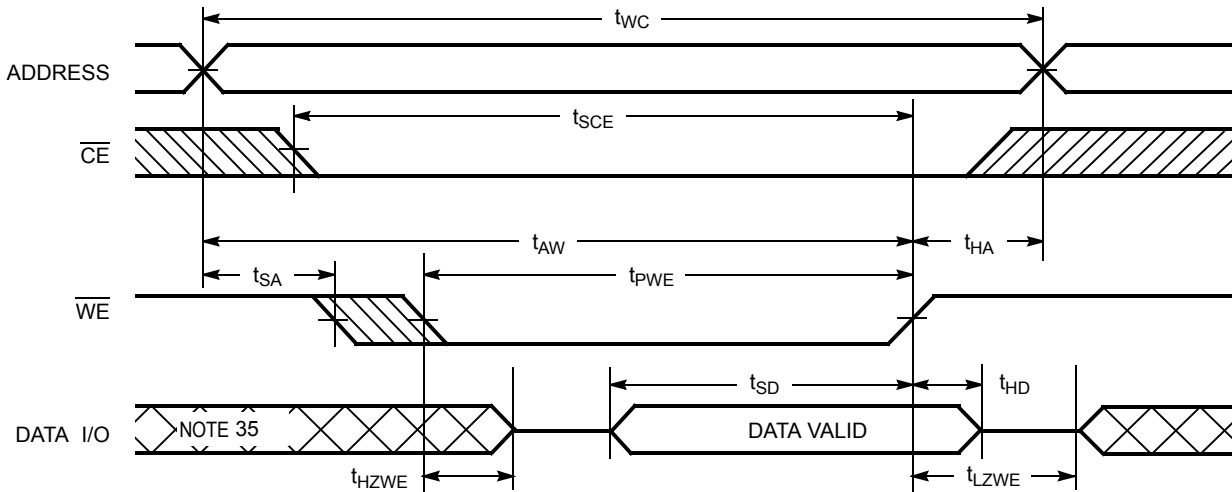 tWC
ADDRESS
tSCE
CE
tAW
tHA
tSA
tPWE
WE
tSD
tHD
DATA I/O
NOTE 35
DATA VALID
tHZWE
tLZWE